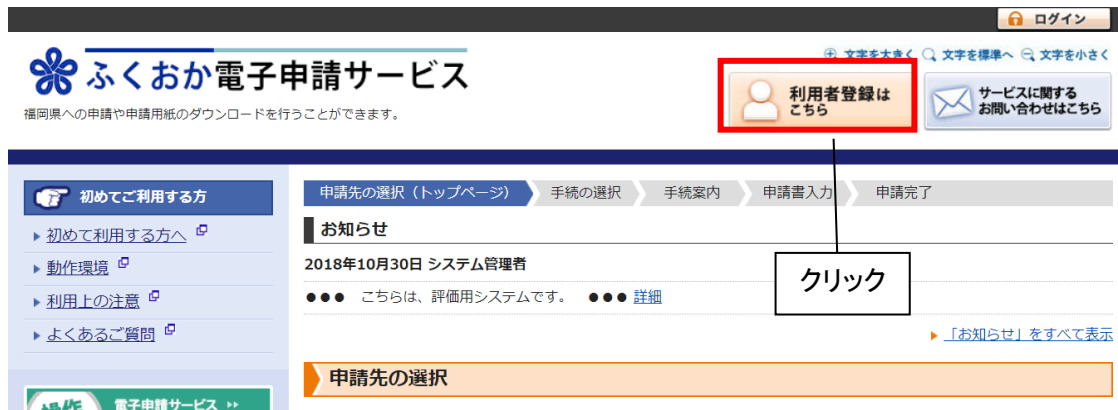 ログイン
文字を大きく 文字を標準へ 文字を小さく
ふくおか電子申請サービス
福岡県への申請や申請用紙のダウンロードを行うことができます。
利用者登録は
こちら
サービスに関する
お問い合わせはこちら
初めてご利用する方
初めて利用する方へ
動作環境
利用上の注意
よくあるご質問
電子申請サービス
申請先の選択（トップページ） 手続の選択 手続案内 申請書入力 申請完了
お知らせ
2018年10月30日 システム管理者
●●● こちらは、評価用システムです。 ●●● 詳細
クリック
「お知らせ」をすべて表示
申請先の選択